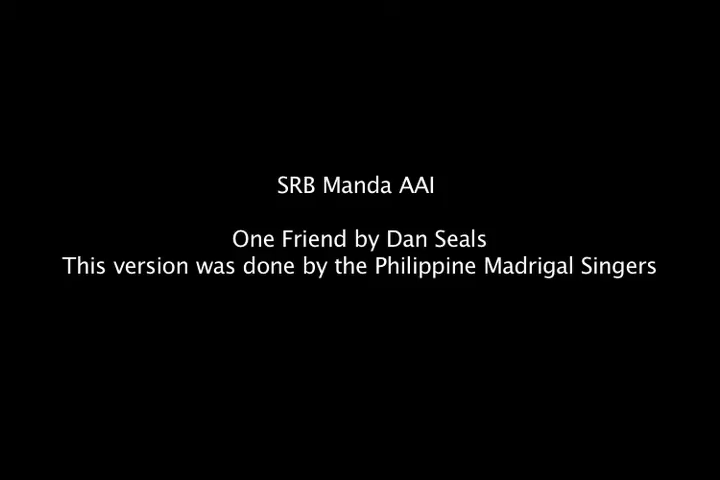 SRB Manda AAI
One Friend by Dan Seals
This version was done by the Philippine Madrigal Singers